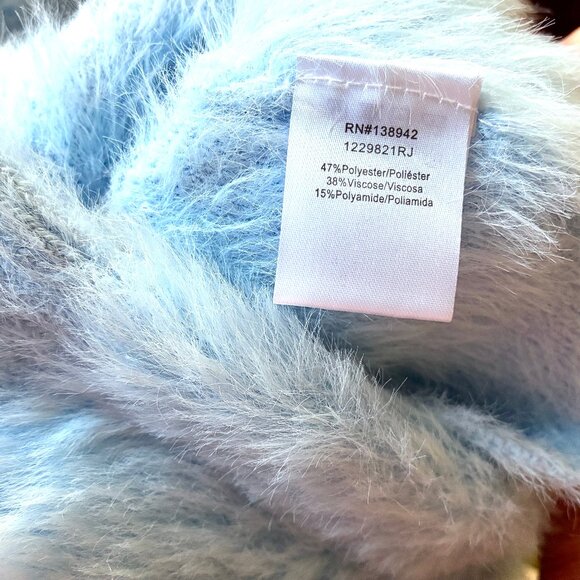 RN#138942
1229821RJ
47%Polyester/Poliéster
38%Viscose/Viscosa
15%Polyamide/Poliamida